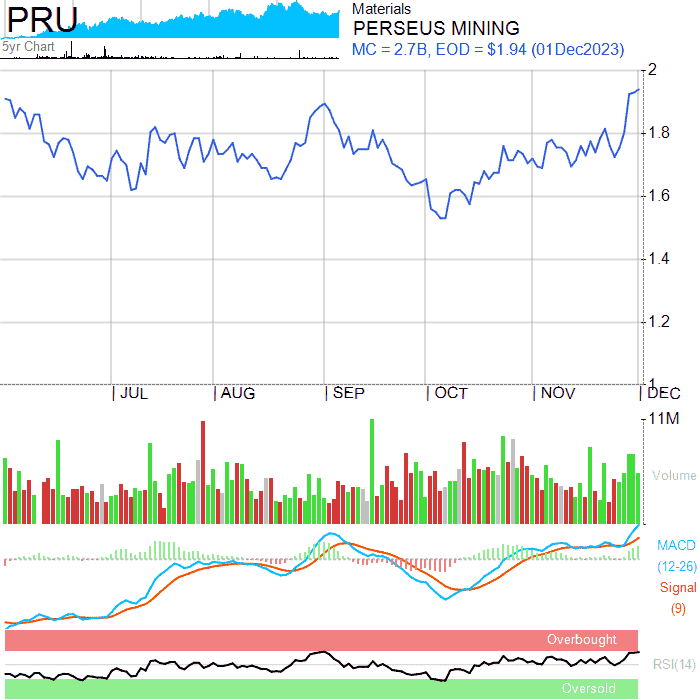 PRU
5yr Chart
Materials
PERSEUS MINING
MC = 2.7B, EOD = $1.94 (01Dec2023)
2
1.8
1.6
1.4
1.2
1
JUL
AUG
SEP
OCT
NOV
DEC
11M
Volume
MACD
(12-26)
Signal
(9)
Overbought
RSI(14)
Oversold